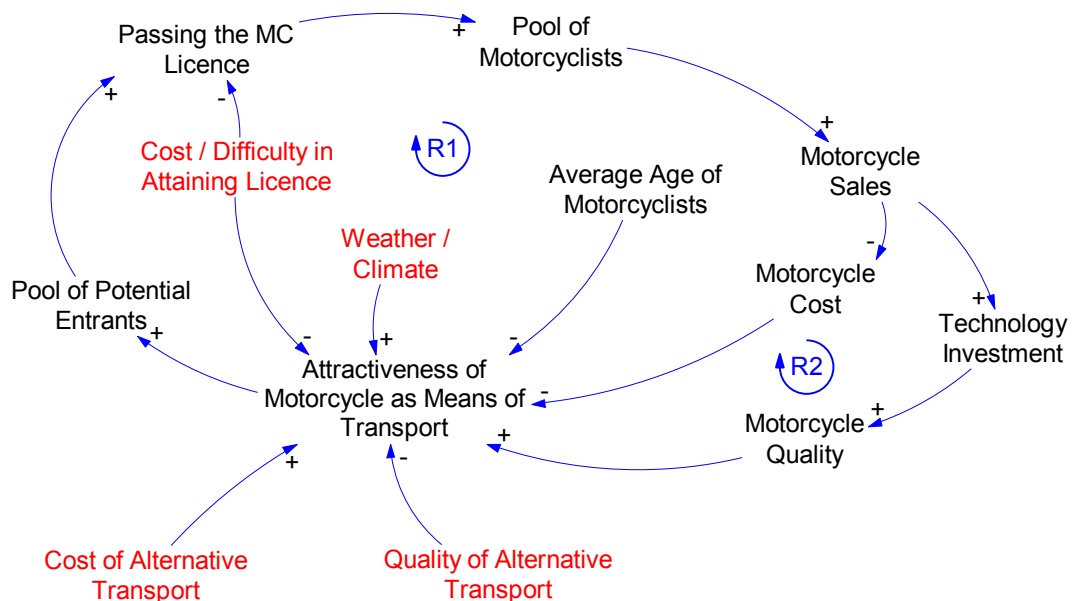 Passing the MC
Licence
+
-
+
Pool of
Motorcyclists
+
Motorcycle
Sales
R1
Cost / Difficulty in
Attaining Licence
Average Age of
Motorcyclists
Weather /
Climate
-
Motorcycle
Cost
+
Technology
Investment
Pool of Potential
Entrants
+
-
+
-
Attractiveness of
Motorcycle as Means of
Transport
-
+
R2
+
Motorcycle
Quality
+
-
Cost of Alternative
Transport
Quality of Alternative
Transport